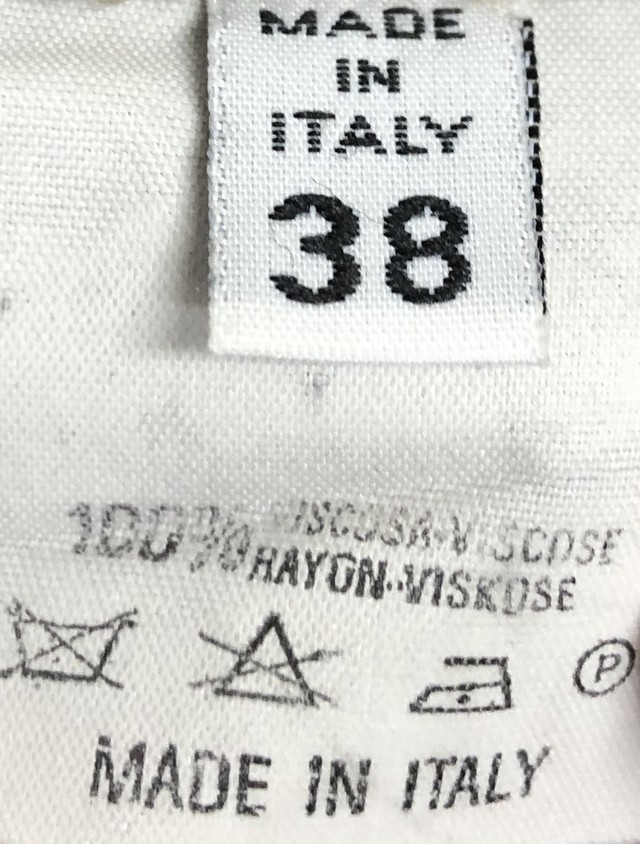 MADE
IN
ITALY
38
100% VISCOSA-VISCOSE
RAYON-VISKOSE
P
MADE IN ITALY